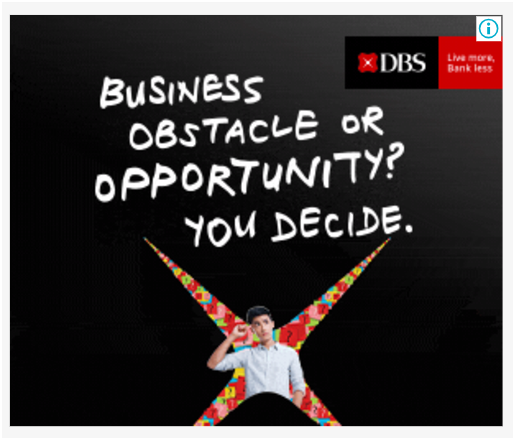 DBS
Live more,
Bank less
BUSINESS
OBSTACLE OR
OPPORTUNITY?
YOU DECIDE.